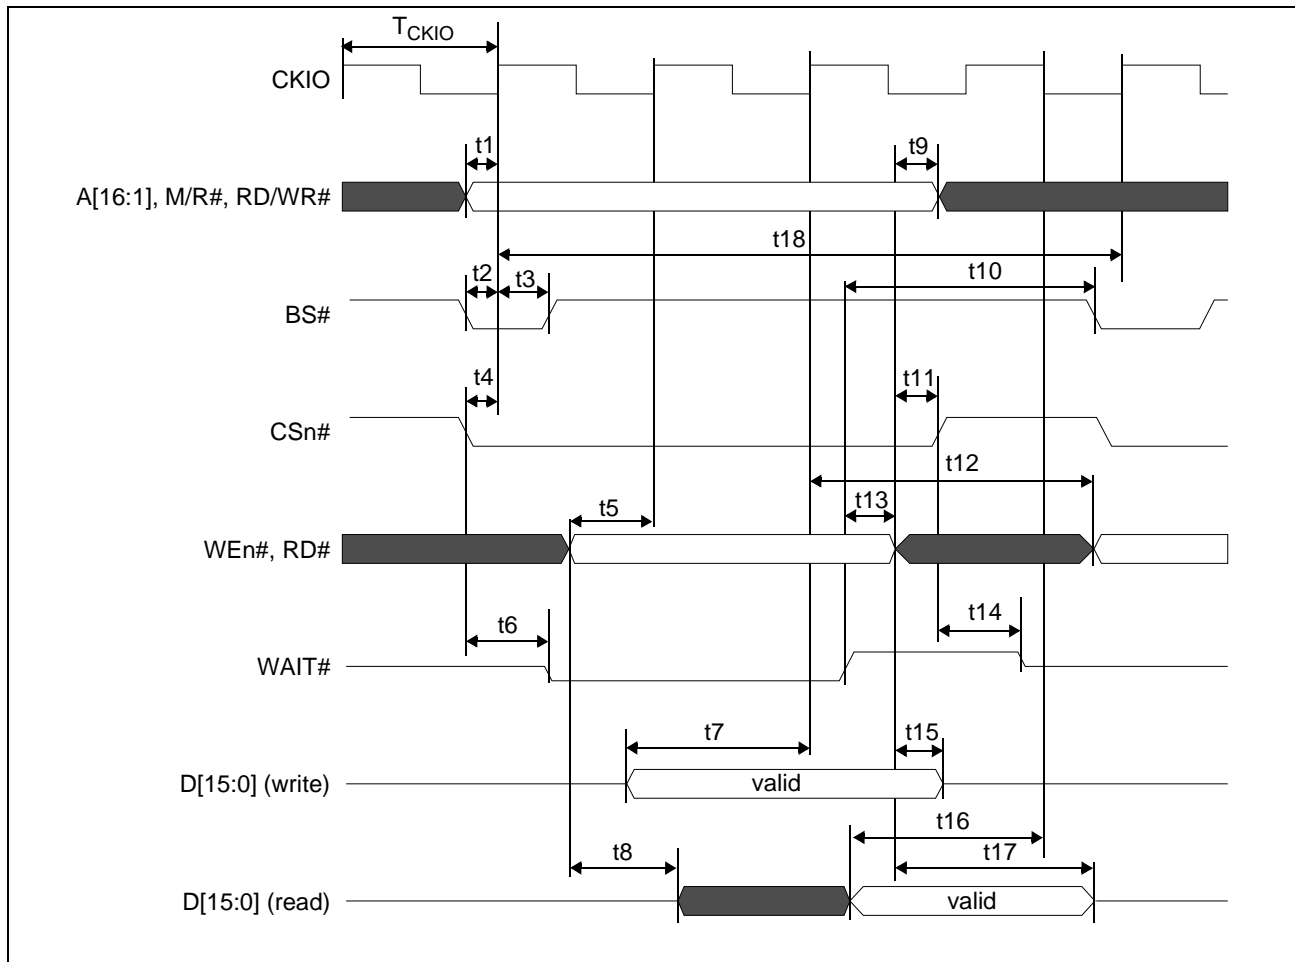 TCKIO
CKIO
t1
t9
A[16:1], M/R#, RD/WR#
t18
t2
t3
t10
BS#
t4
t11
CSn#
t12
t13
t5
WEn#, RD#
t6
t14
WAIT#
t7
t15
D[15:0] (write)
valid
t16
t8
t17
D[15:0] (read)
valid